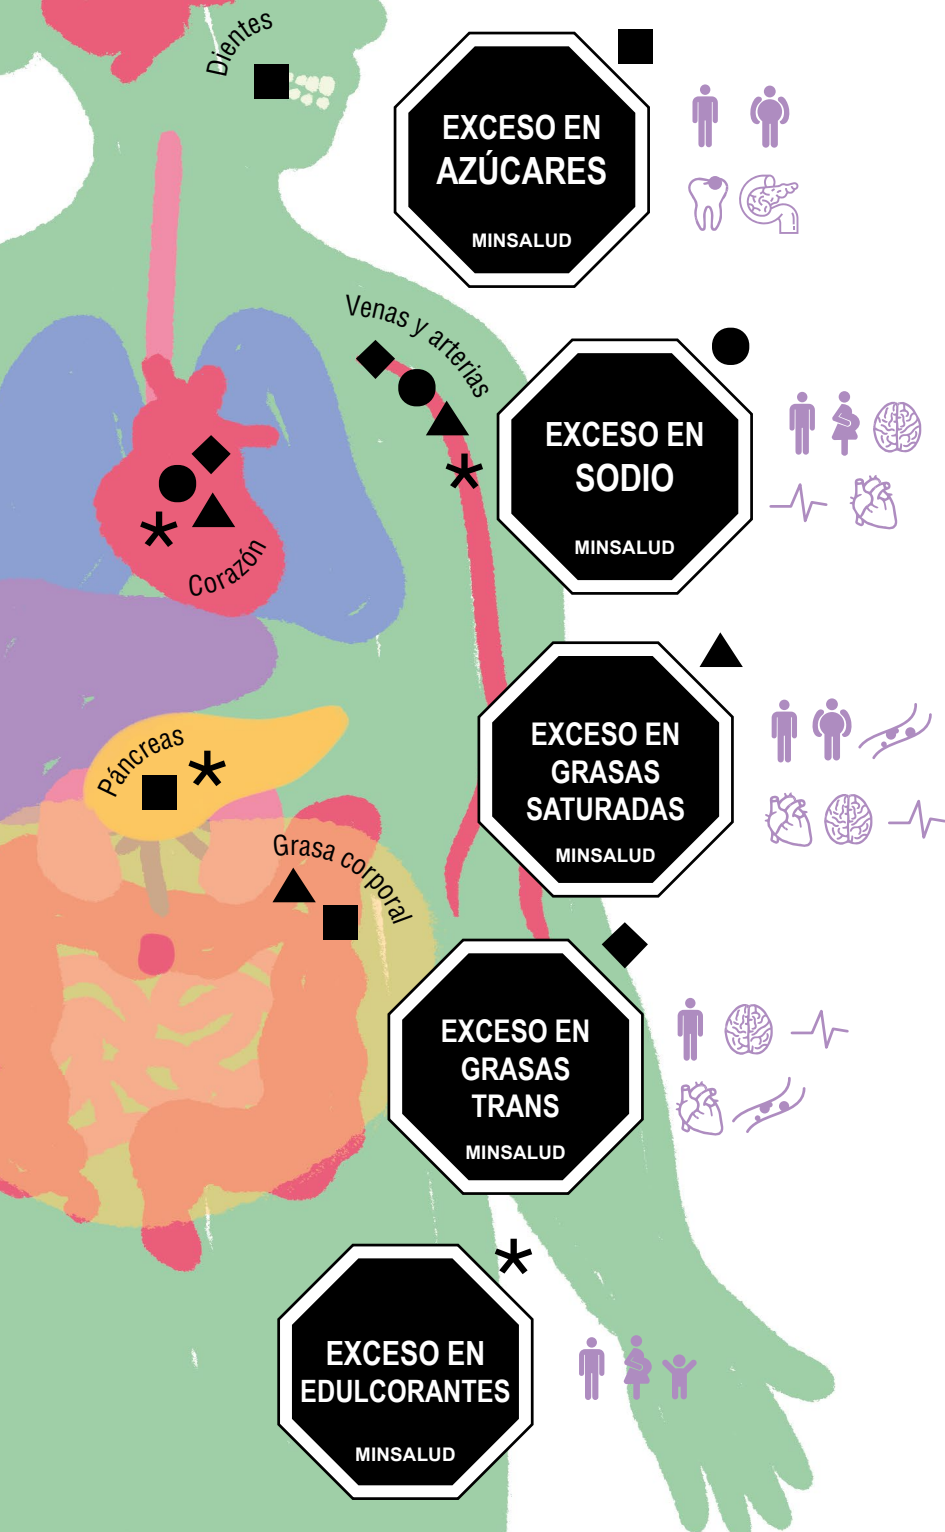 Dientes
EXCESO EN
AZÚCARES
MINSALUD
Venas y arterias
EXCESO EN
SODIO
MINSALUD
Corazón
EXCESO EN
GRASAS
SATURADAS
MINSALUD
Páncreas
Grasa corporal
EXCESO EN
GRASAS
TRANS
MINSALUD
EXCESO EN
EDULCORANTES
MINSALUD